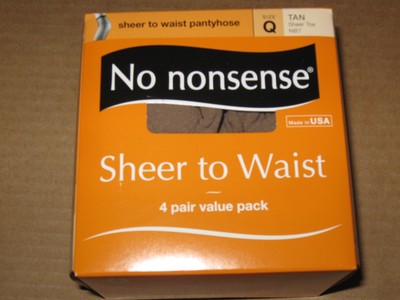 sheer to waist pantyhose
SIZE: Q
TAN
Sheer Toe
No nonsense®
Made in USA
Sheer to Waist
4 pair value pack